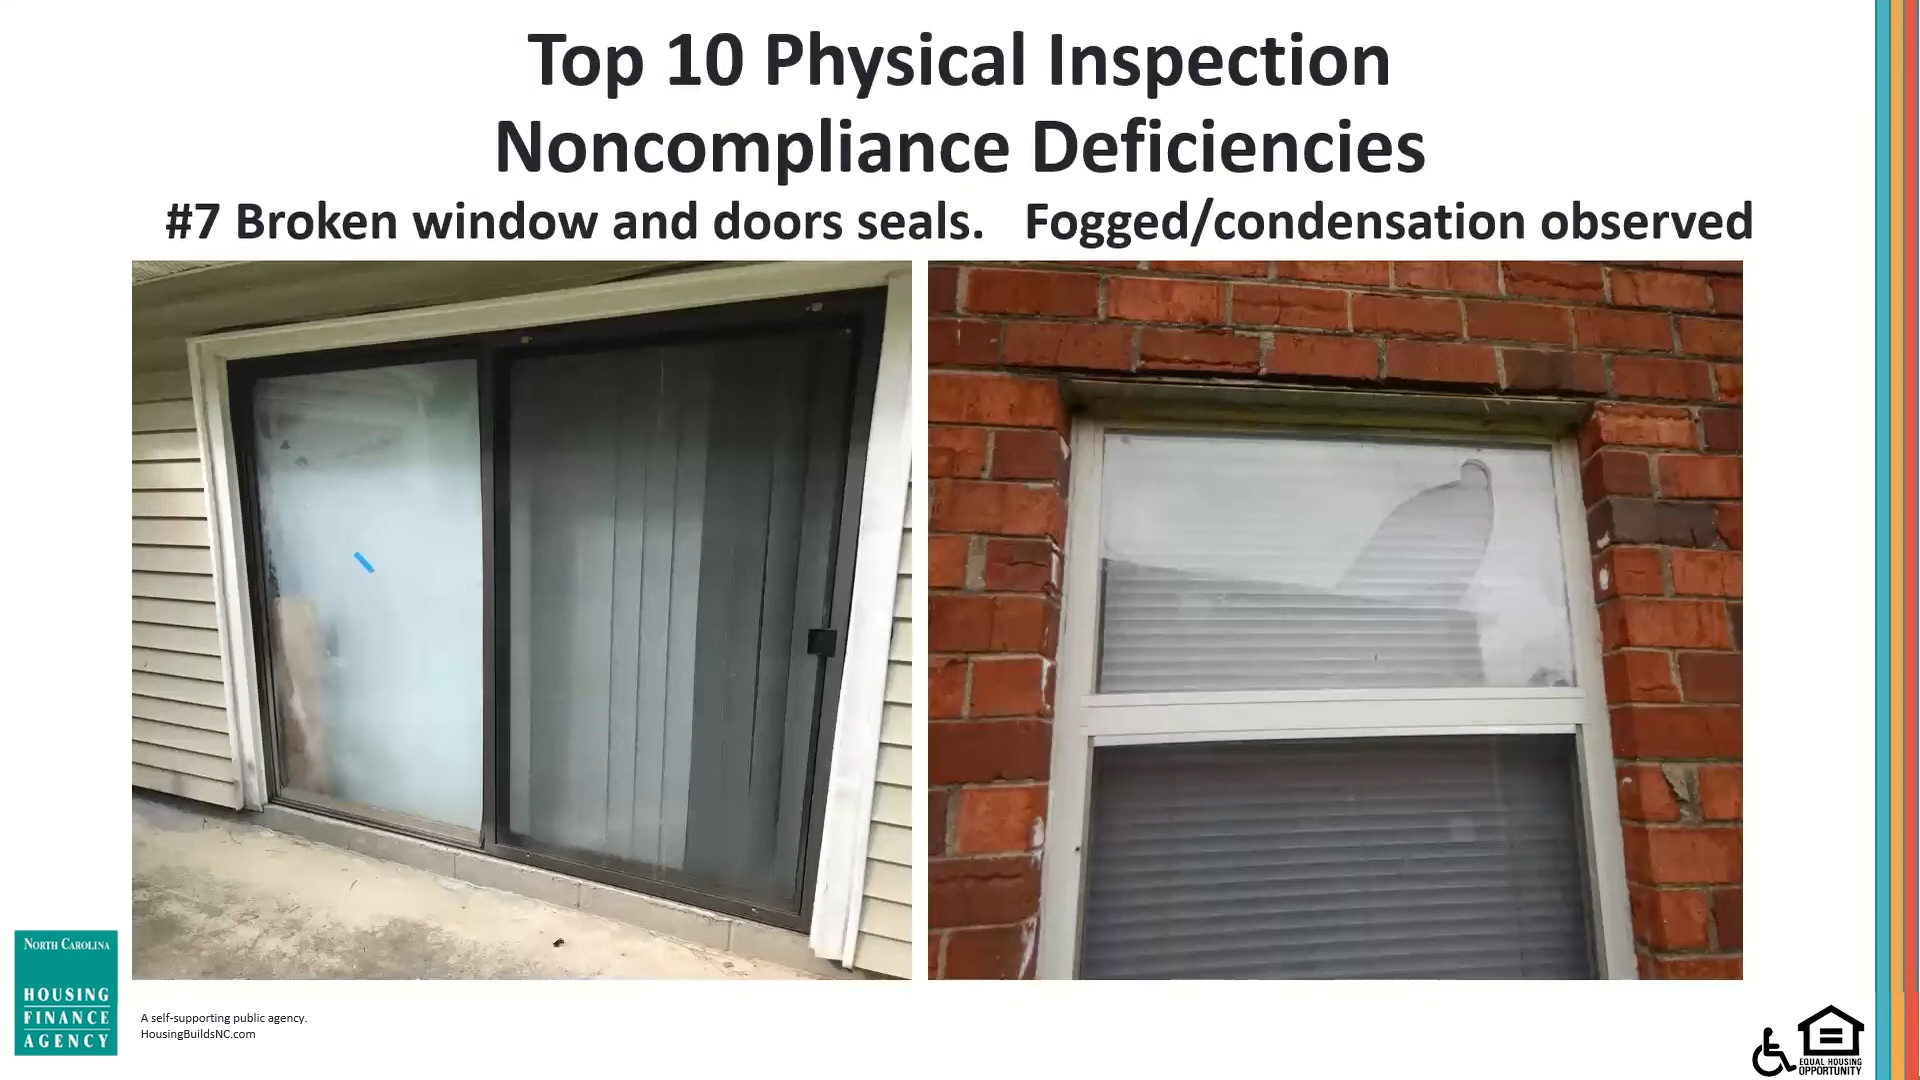 Top 10 Physical Inspection
Noncompliance Deficiencies
#7 Broken window and doors seals.   Fogged/condensation observed
NORTH CAROLINA
HOUSING
FINANCE
AGENCY
A self-supporting public agency.
HousingBuildsNC.com
EQUAL HOUSING
OPPORTUNITY